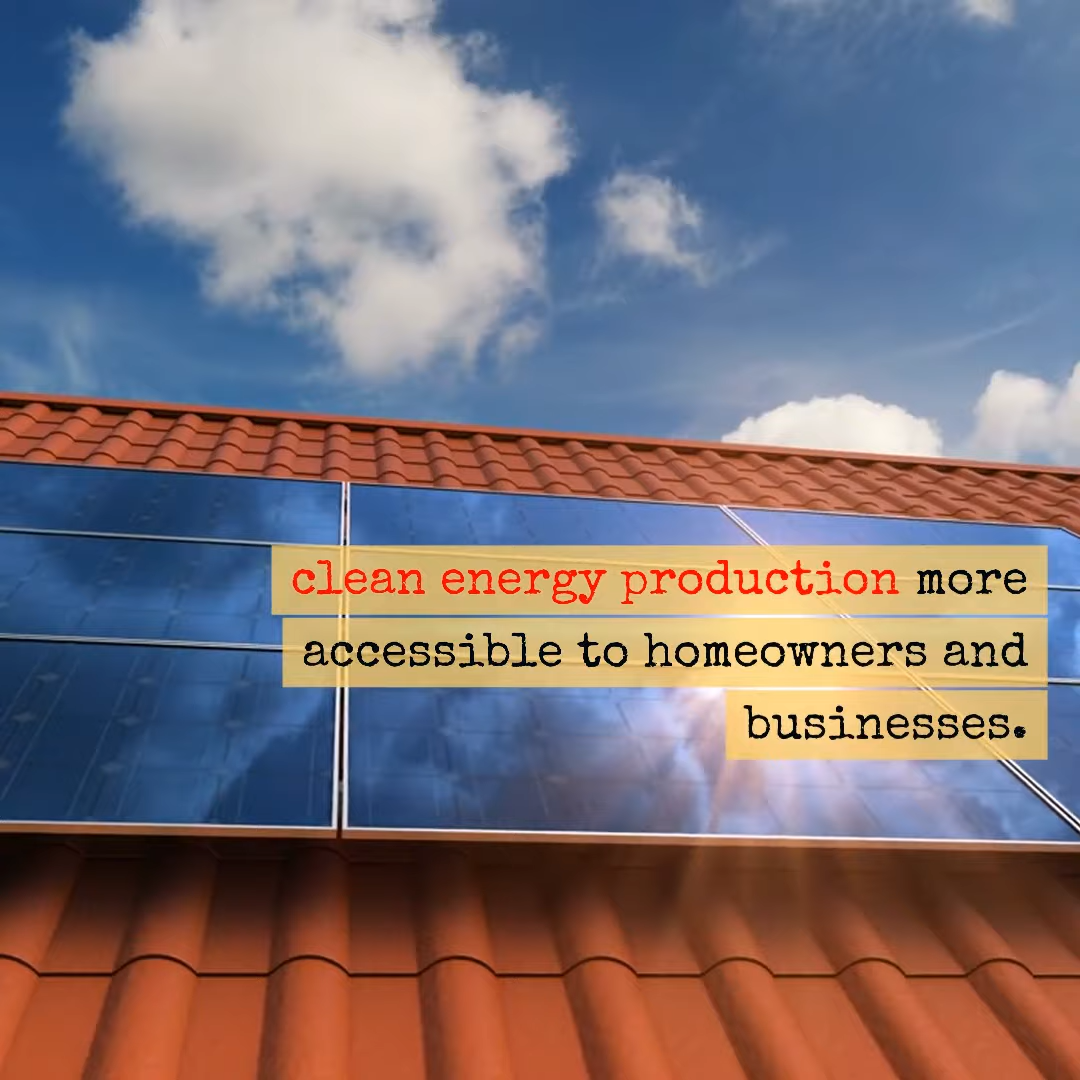 clean energy production more
accessible to homeowners and
businesses.